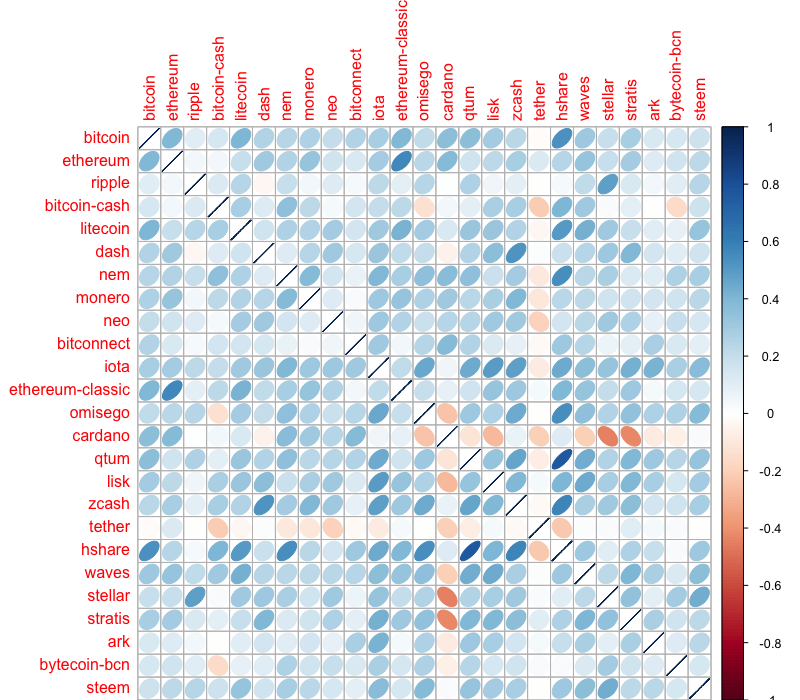 bitcoin
ethereum
ripple
bitcoin-cash
litecoin
dash
nem
monero
neo
bitconnect
iota
ethereum-classic
omisego
cardano
qtum
lisk
zcash
tether
hshare
waves
stellar
stratis
ark
bytecoin-bcn
steem
bitcoin
ethereum
ripple
bitcoin-cash
litecoin
dash
nem
monero
neo
bitconnect
iota
ethereum-classic
omisego
cardano
qtum
lisk
zcash
tether
hshare
waves
stellar
stratis
ark
bytecoin-bcn
steem
1
0.8
0.6
0.4
0.2
0
-0.2
-0.4
-0.6
-0.8